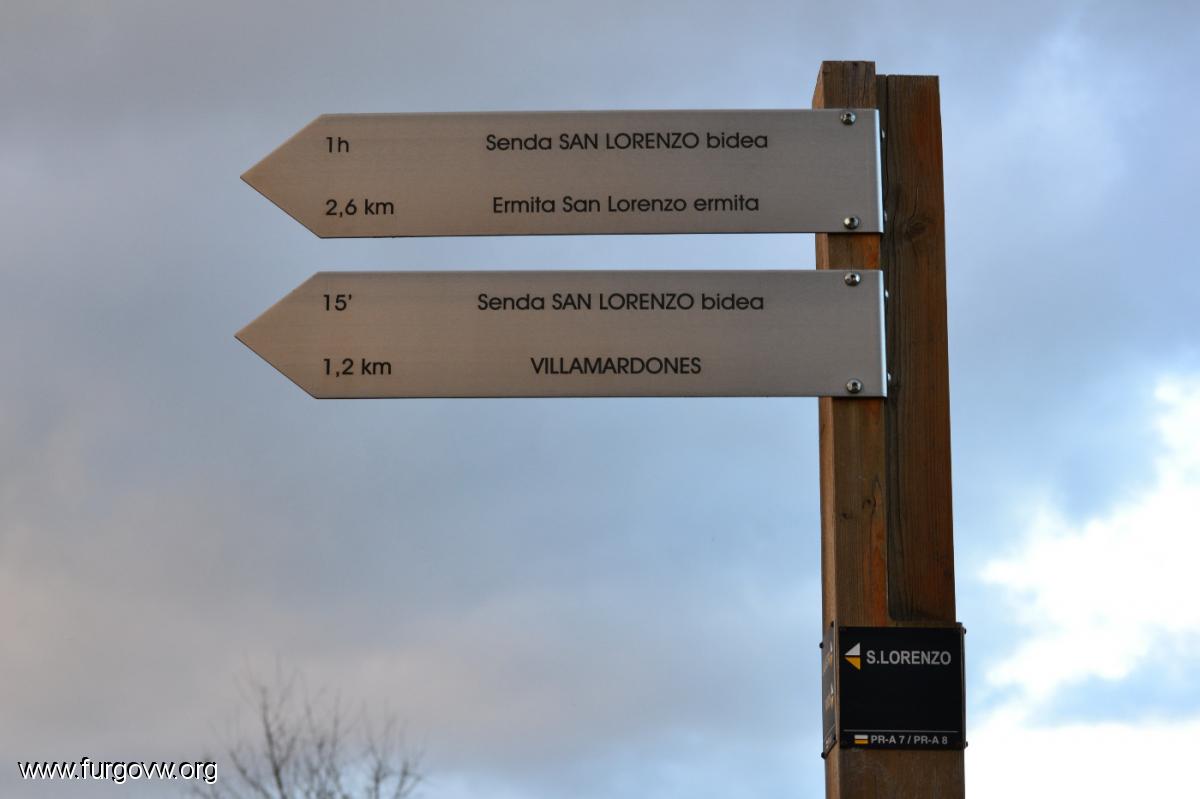 1h Senda SAN LORENZO bidea
2,6 km Ermita San Lorenzo ermita
15' Senda SAN LORENZO bidea
1,2 km VILLAMARDONES
S.LORENZO
PR-A 7 / PR-A 8
www.furgovw.org